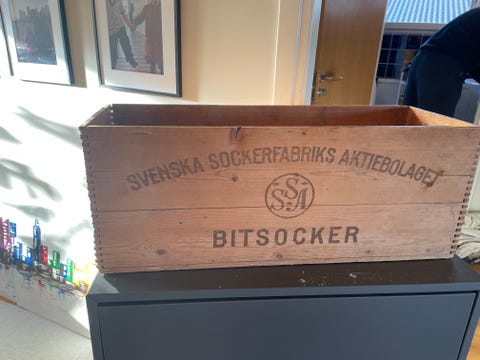 SVENSKA SOCKERFABRIKS AKTIEBOLAGET
SSA
BITSOCKER